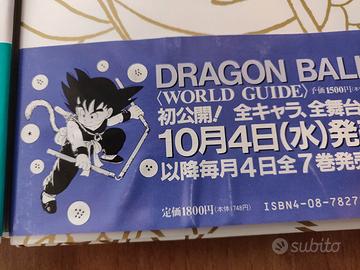 DRAGON BALL
〈WORLD GUIDE〉予価1500円
初公開! 全キャラ、全舞台
10月4日(水)発
以降毎月4日全7巻発売
定価1800円(本体1748円)
ISBN4-08-7827
subito